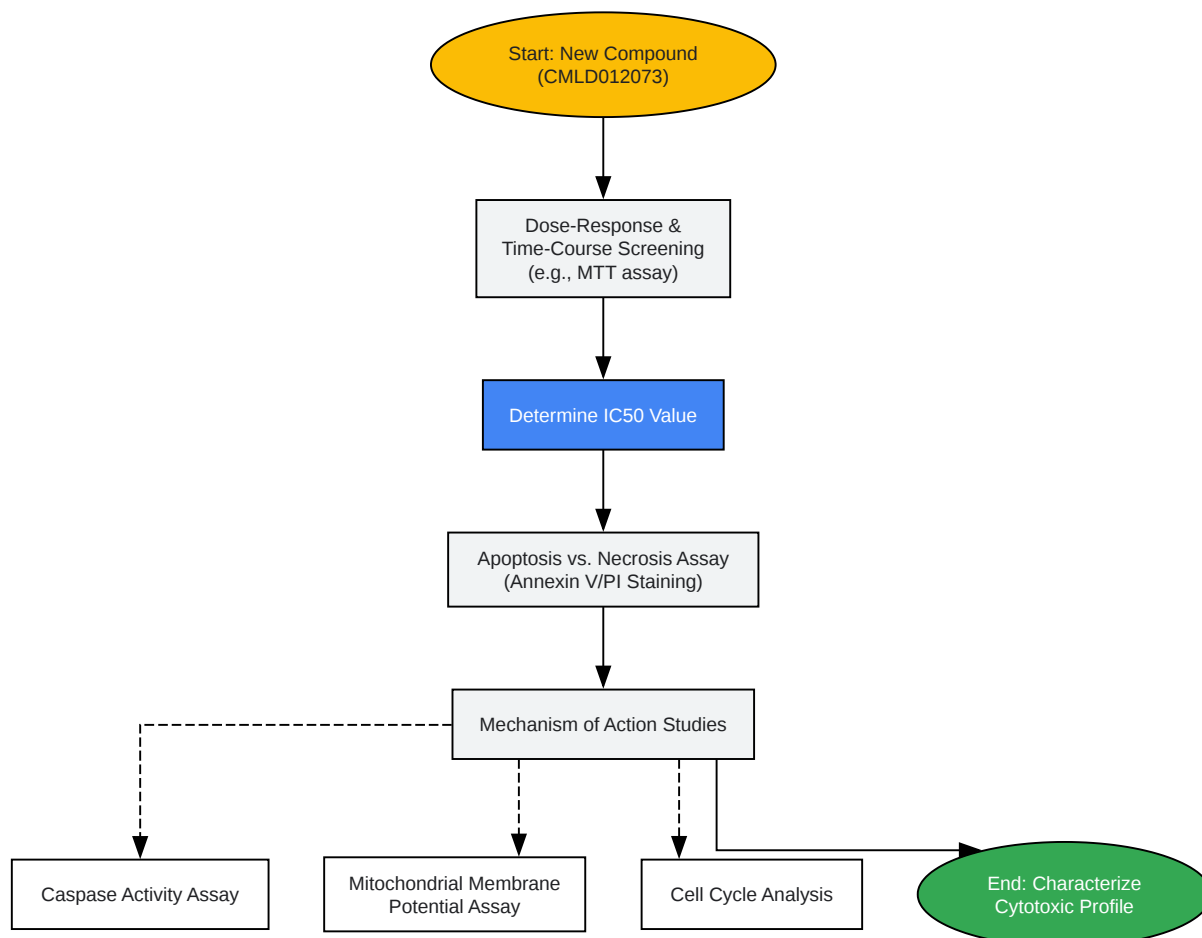 Start: New Compound
(CMLD012073)
Dose-Response &
Time-Course Screening
(e.g., MTT assay)
Determine IC50 Value
Apoptosis vs. Necrosis Assay
(Annexin V/PI Staining)
Mechanism of Action Studies
Caspase Activity Assay
Mitochondrial Membrane
Potential Assay
Cell Cycle Analysis
End: Characterize
Cytotoxic Profile